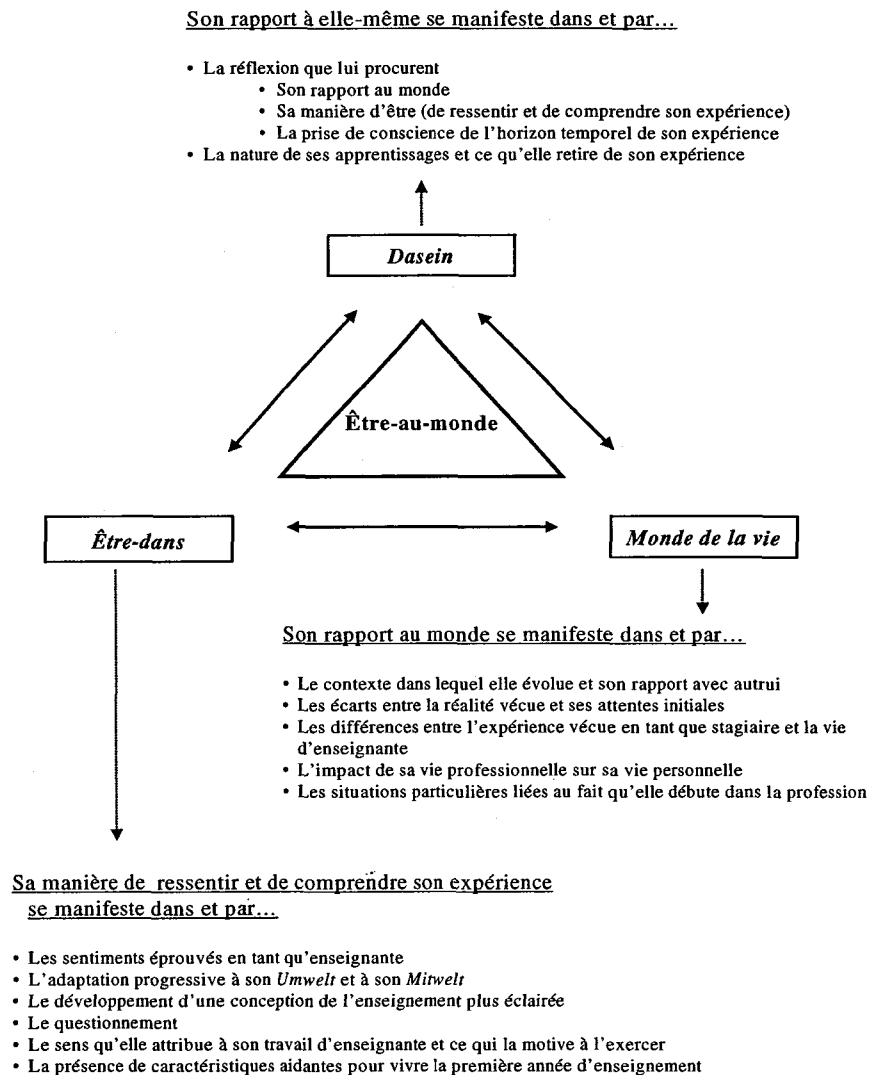 Son rapport à elle-même se manifeste dans et par...
• La réflexion que lui procurent
• Son rapport au monde
• Sa manière d'être (de ressentir et de comprendre son expérience)
• La prise de conscience de l'horizon temporel de son expérience
• La nature de ses apprentissages et ce qu'elle retire de son expérience
Dasein
Être-au-monde
Être-dans
Monde de la vie
Son rapport au monde se manifeste dans et par...
• Le contexte dans lequel elle évolue et son rapport avec autrui
• Les écarts entre la réalité vécue et ses attentes initiales
• Les différences entre l'expérience vécue en tant que stagiaire et la vie
d'enseignante
• L'impact de sa vie professionnelle sur sa vie personnelle
• Les situations particulières liées au fait qu'elle débute dans la profession
Sa manière de ressentir et de comprendre son expérience
se manifeste dans et par...
• Les sentiments éprouvés en tant qu'enseignante
• L'adaptation progressive à son Umwelt et à son Mitwelt
• Le développement d'une conception de l'enseignement plus éclairée
• Le questionnement
• Le sens qu'elle attribue à son travail d'enseignante et ce qui la motive à l'exercer
• La présence de caractéristiques aidantes pour vivre la première année d'enseignement